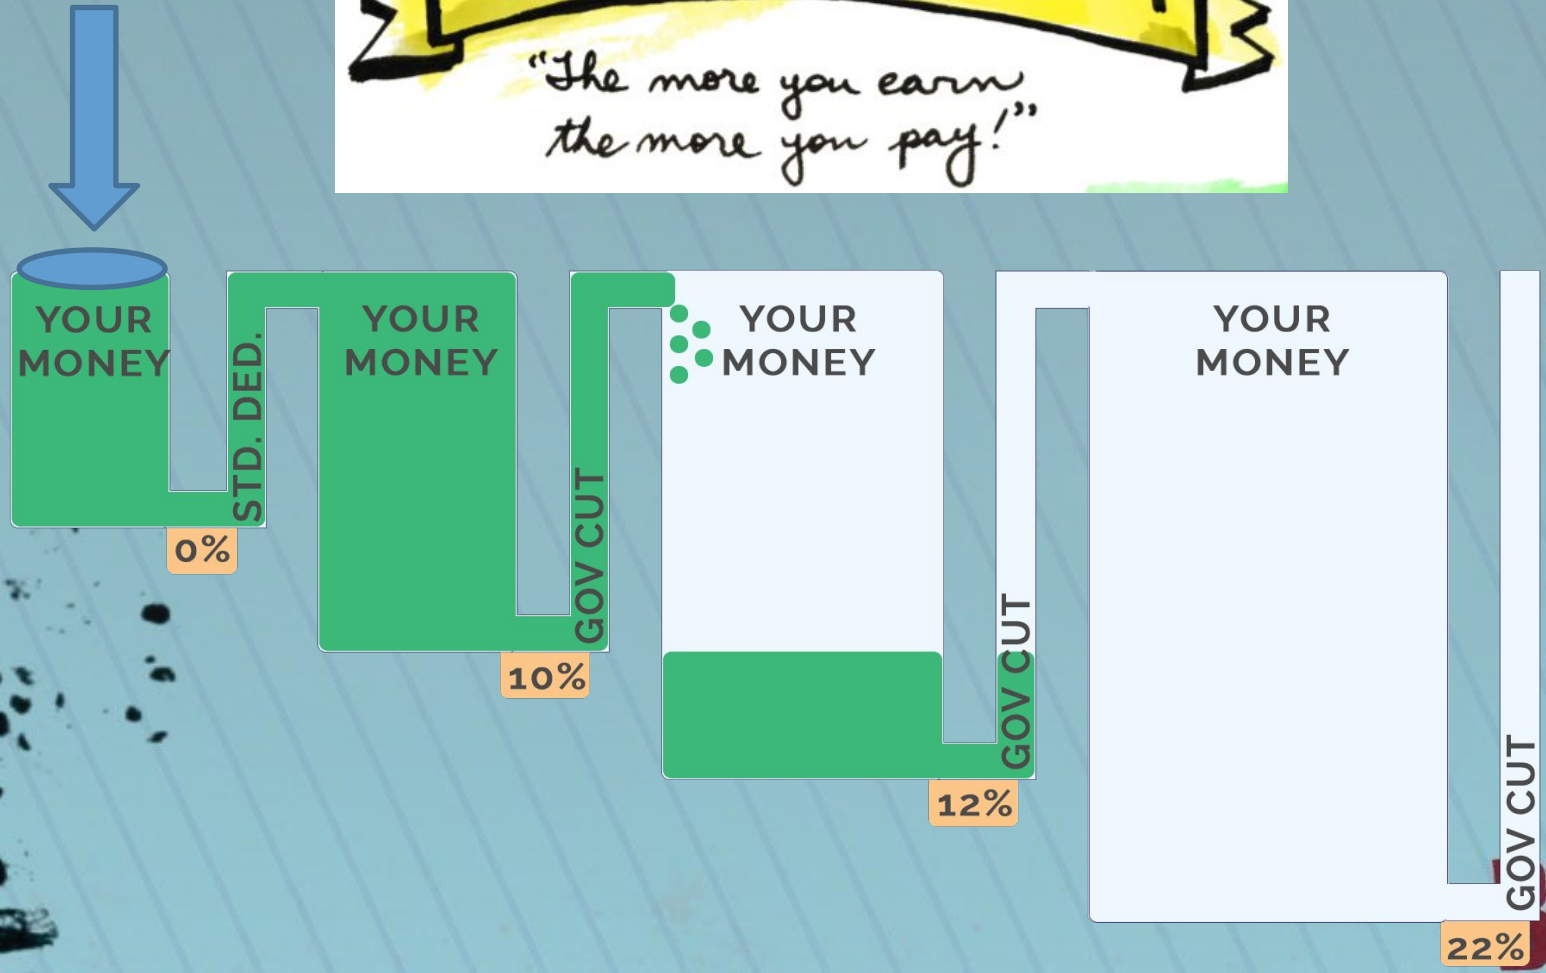 “The more you earn
the more you pay!”
YOUR
MONEY
STD. DED.
0%
YOUR
MONEY
GOV CUT
10%
YOUR
MONEY
GOV CUT
12%
YOUR
MONEY
GOV CUT
22%